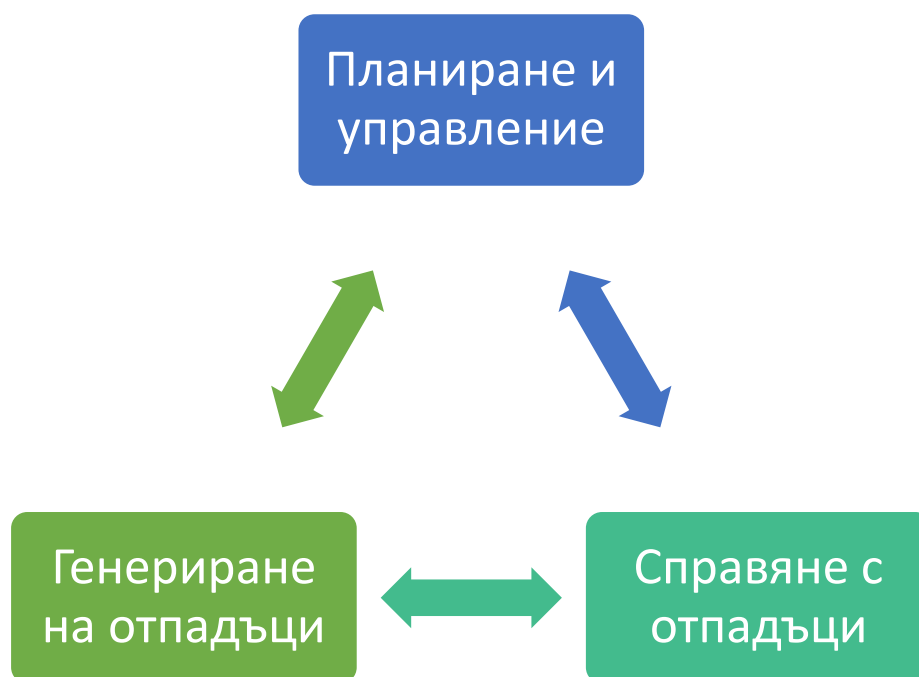 Планиране и
управление
Генериране
на отпадъци
Справяне с
отпадъци